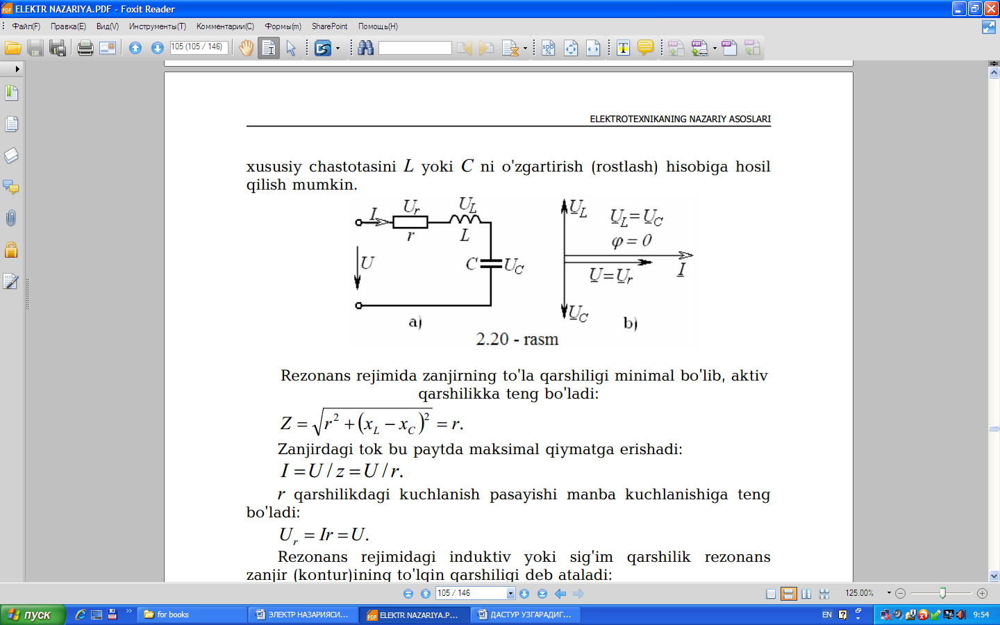 ELEKTR NAZARIYA.PDF - Foxit Reader
Файл(F) Правка(E) Вид(V) Инструменты(T) Комментарии(C) Формы(m) SharePoint Помощь(H)
105 (105 / 146)
ELEKTROTEXNIKANING NAZARIY ASOSLARI
xususiy chastotasini L yoki C ni o'zgartirish (rostlash) hisobiga hosil
qilish mumkin.
I U_r U_L
r L
U C U_C
a)
U_L U_L=U_C
φ = 0
U=U_r I
U_C b)
2.20 - rasm
Rezonans rejimida zanjirning to'la qarshiligi minimal bo'lib, aktiv
qarshilikka teng bo'ladi:
Z = √(r² + (x_L − x_C)²) = r.
Zanjirdagi tok bu paytda maksimal qiymatga erishadi:
I = U / z = U / r.
r qarshilikdagi kuchlanish pasayishi manba kuchlanishiga teng
bo'ladi:
U_r = Ir = U.
Rezonans rejimidagi induktiv yoki sig'im qarshilik rezonans
zanjir (kontur)ining to'lqin qarshiligi deb ataladi:
105 / 146
125.00%
пуск
for books
ЭЛЕКТР НАЗАРИЯСИ...
ELEKTR NAZARIYA.P...
ДАСТУР УЗГАРАДИГ...
EN
9:54